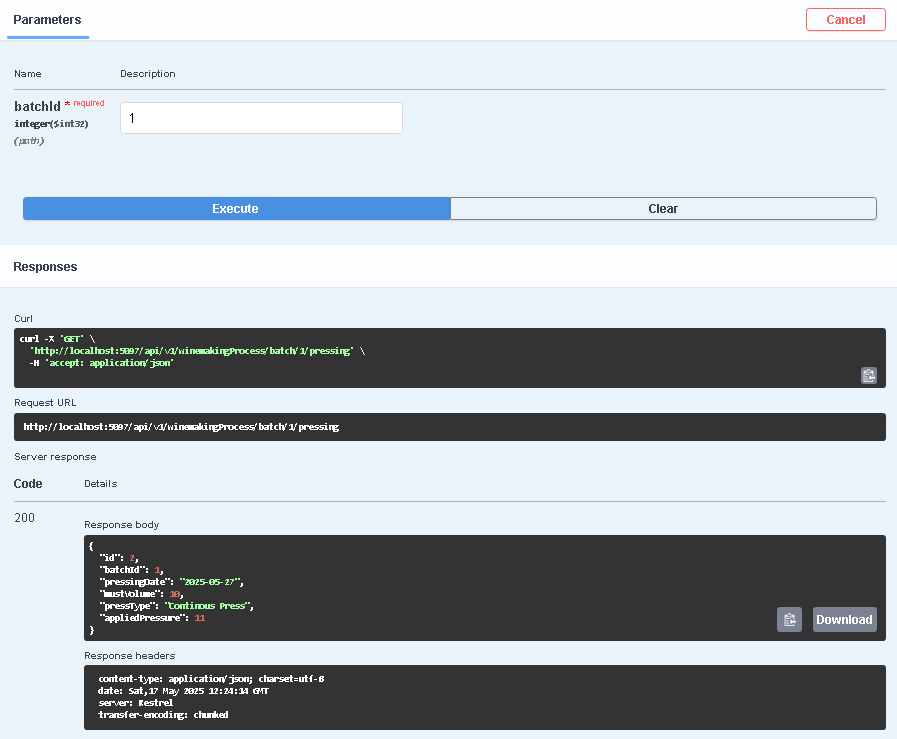 Parameters
Cancel
Name Description
batchId * required
integer($int32)
(path)
1
Execute Clear
Responses
Curl
curl -X 'GET' \
'http://localhost:5097/api/v1/winemakingProcess/batch/1/pressing' \
-H 'accept: application/json'
Request URL
http://localhost:5097/api/v1/winemakingProcess/batch/1/pressing
Server response
Code Details
200
Response body
{
"id": 2,
"batchId": 1,
"pressingDate": "2025-05-27",
"mustVolume": 10,
"pressType": "Continous Press",
"appliedPressure": 11
}
Download
Response headers
content-type: application/json; charset=utf-8
date: Sat,17 May 2025 12:24:14 GMT
server: Kestrel
transfer-encoding: chunked